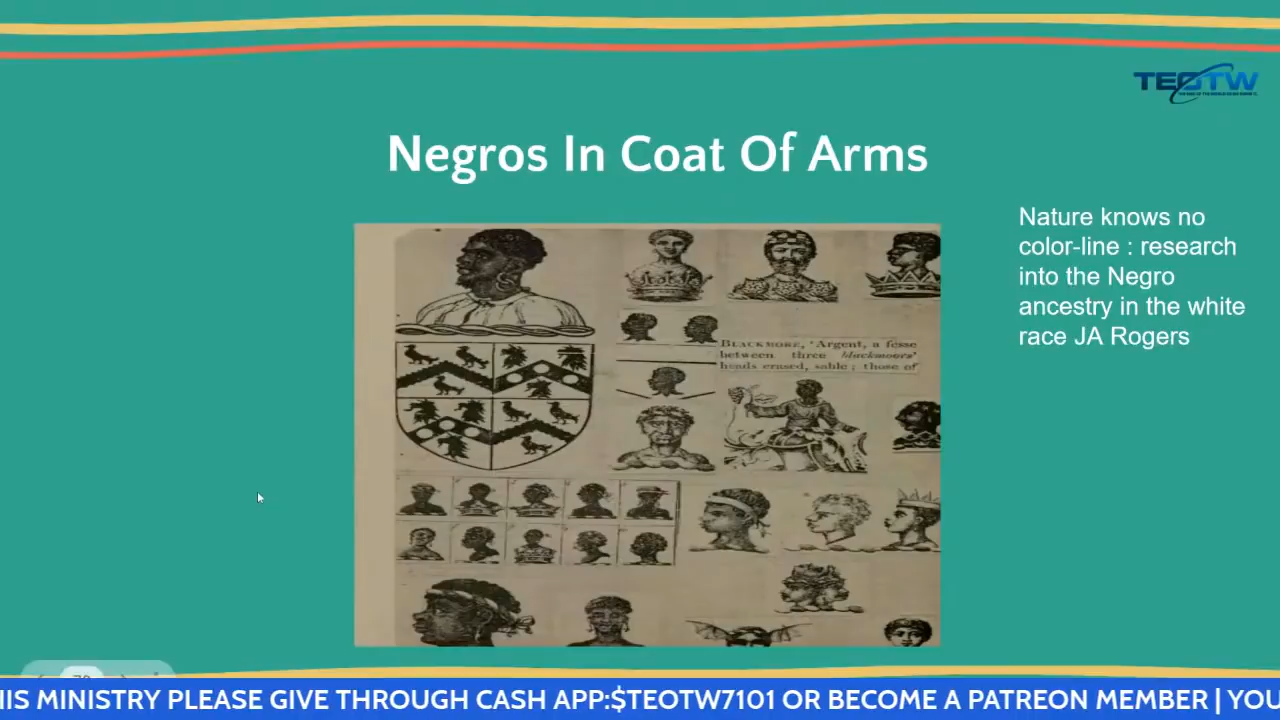 TEOTW
Negros In Coat Of Arms
Nature knows no
color-line : research
into the Negro
ancestry in the white
race JA Rogers
BLACKMORE, 'Argent, a fesse
between three blackmoors'
heads erased, sable ; those of
HIS MINISTRY PLEASE GIVE THROUGH CASH APP:$TEOTW7101 OR BECOME A PATREON MEMBER | YOU